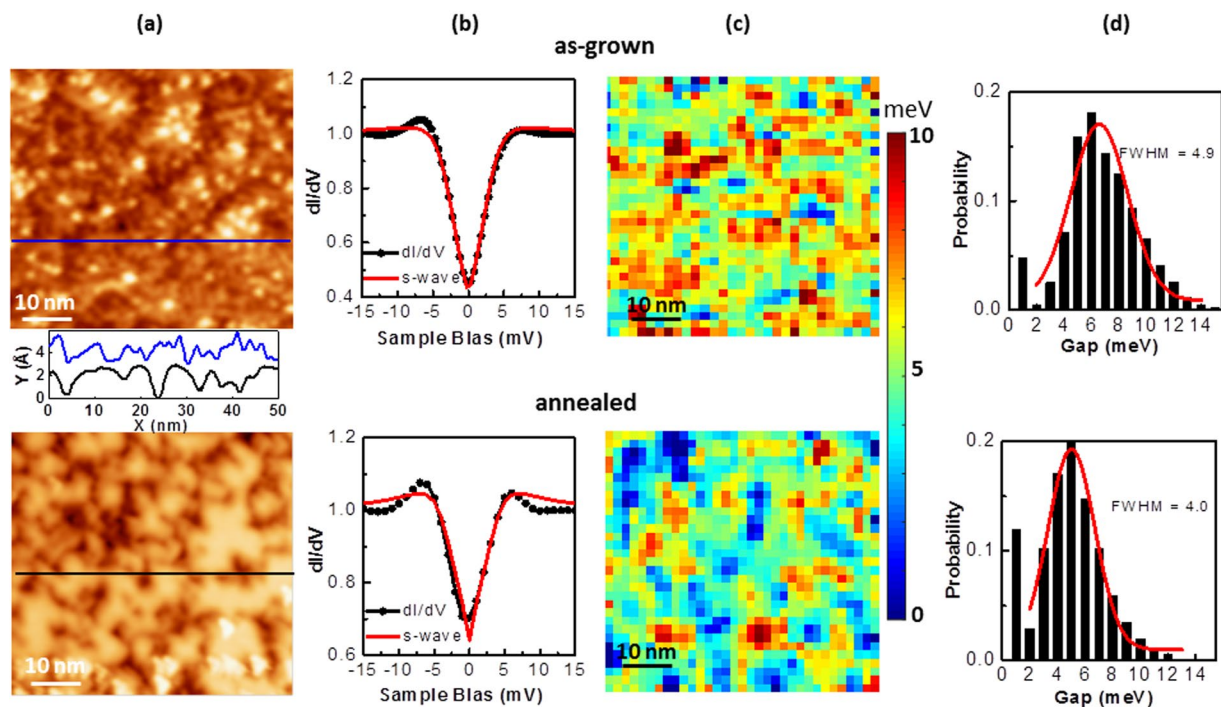 (a) (b) (c) (d)
as-grown
10 nm
1.2
1.0
0.8
0.6
0.4
dI/dV
dI/dV
s-wave
-15 -10 -5 0 5 10 15
Sample Bias (mV)
10 nm
meV
10
5
0
0.2
0.1
0.0
Probability
FWHM = 4.9
0 2 4 6 8 10 12 14
Gap (meV)
Y (Å)
4
2
0
0 10 20 30 40 50
X (nm)
annealed
10 nm
1.2
1.0
0.8
0.6
dI/dV
dI/dV
s-wave
-15 -10 -5 0 5 10 15
Sample Bias (mV)
10 nm
0.2
0.1
0.0
Probability
FWHM = 4.0
0 2 4 6 8 10 12 14
Gap (meV)